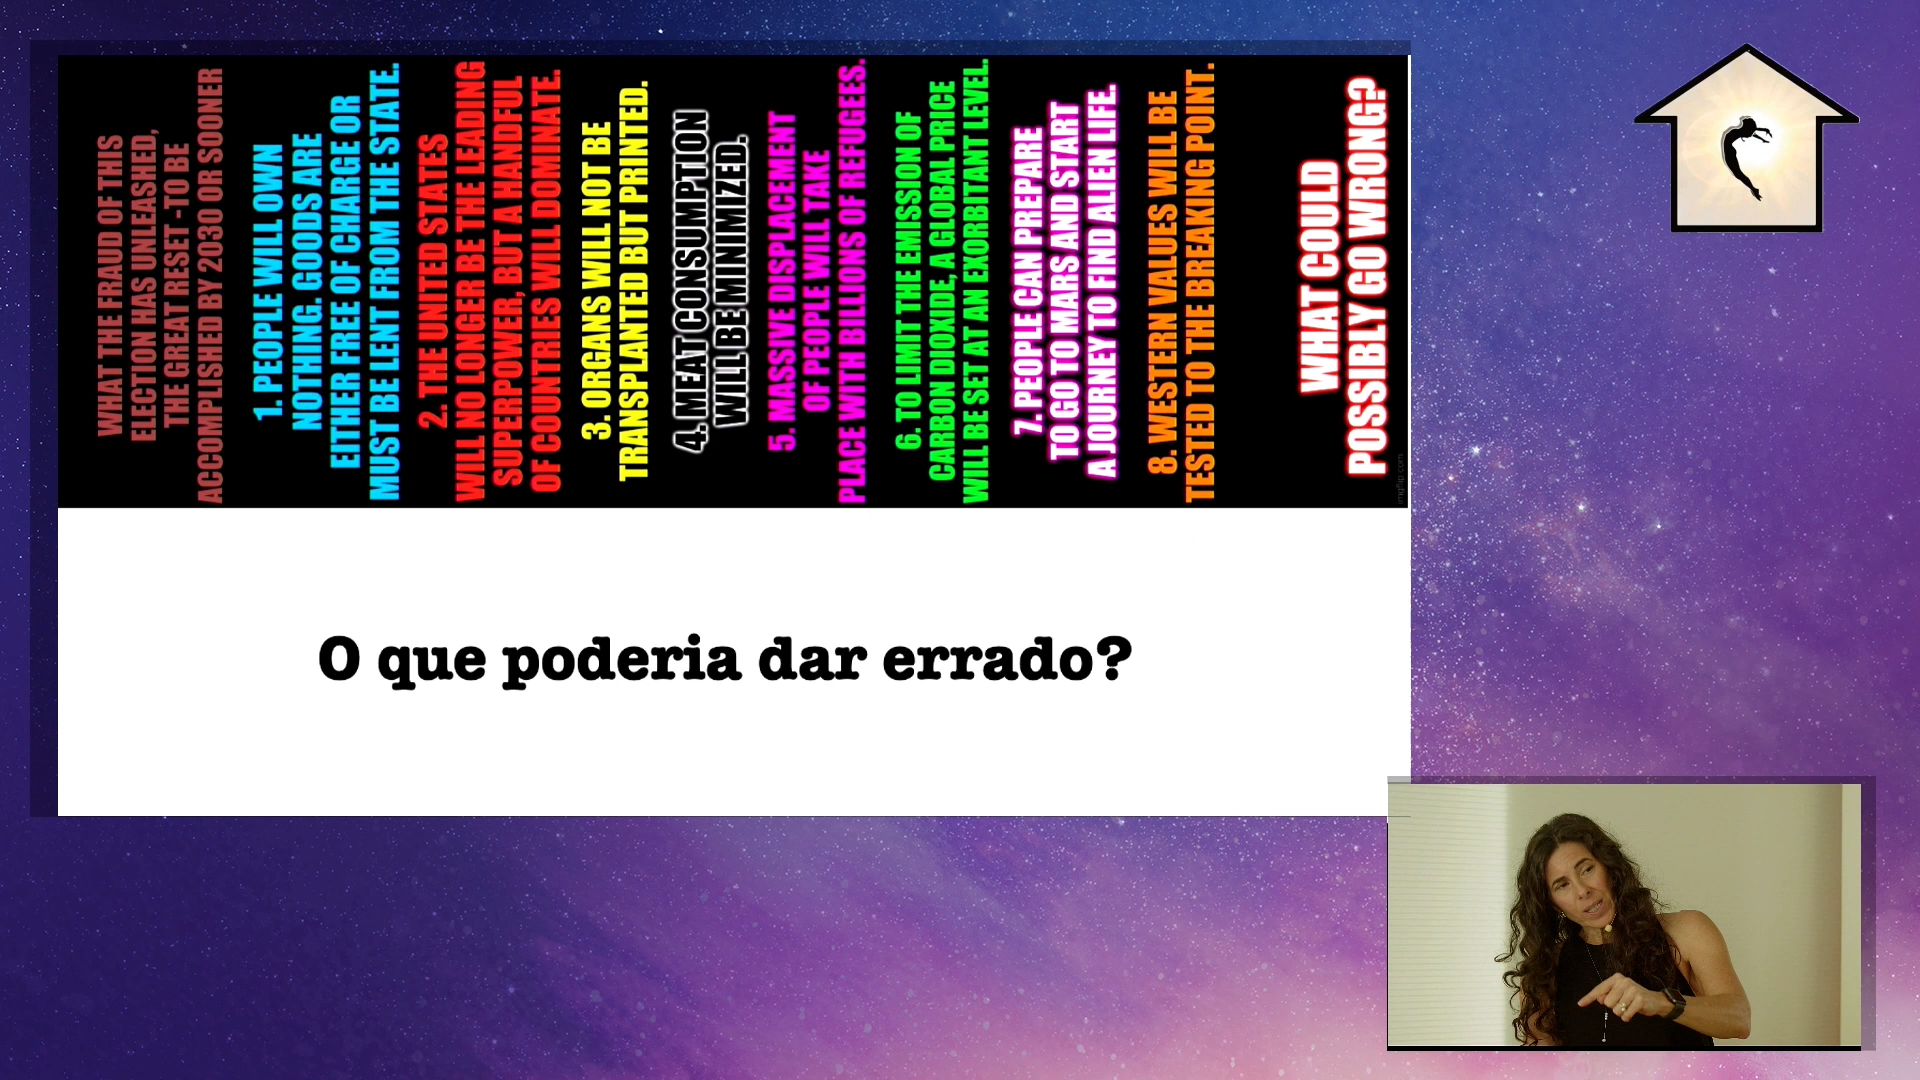 WHAT THE FRAUD OF THIS
ELECTION HAS UNLEASHED,
THE GREAT RESET -TO BE
ACCOMPLISHED BY 2030 OR SOONER
1. PEOPLE WILL OWN
NOTHING. GOODS ARE
EITHER FREE OF CHARGE OR
MUST BE LENT FROM THE STATE.
2. THE UNITED STATES
WILL NO LONGER BE THE LEADING
SUPERPOWER, BUT A HANDFUL
OF COUNTRIES WILL DOMINATE.
3. ORGANS WILL NOT BE
TRANSPLANTED BUT PRINTED.
4. MEAT CONSUMPTION
WILL BE MINIMIZED.
5. MASSIVE DISPLACEMENT
OF PEOPLE WILL TAKE
PLACE WITH BILLIONS OF REFUGEES.
6. TO LIMIT THE EMISSION OF
CARBON DIOXIDE, A GLOBAL PRICE
WILL BE SET AT AN EXORBITANT LEVEL.
7. PEOPLE CAN PREPARE
TO GO TO MARS AND START
A JOURNEY TO FIND ALIEN LIFE.
8. WESTERN VALUES WILL BE
TESTED TO THE BREAKING POINT.
WHAT COULD
POSSIBLY GO WRONG?
imgflip.com
O que poderia dar errado?